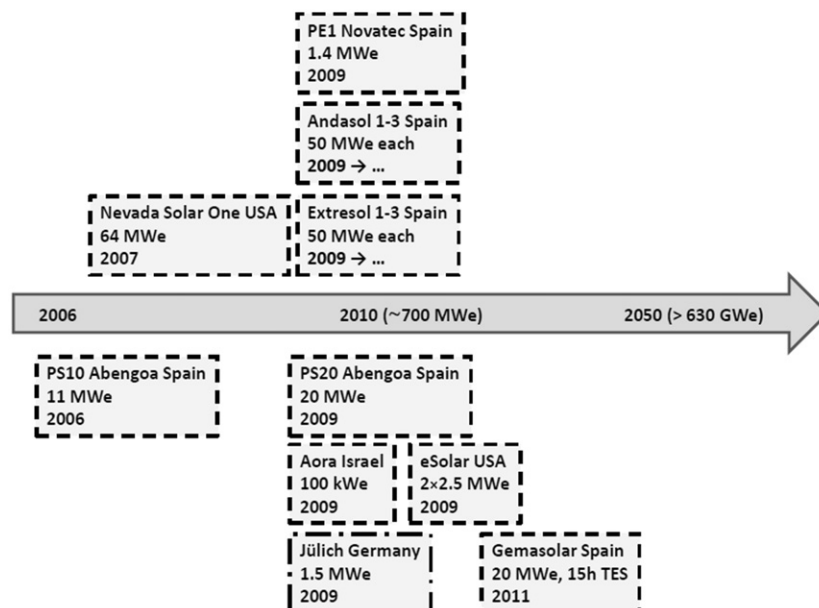 PE1 Novatec Spain
1.4 MWe
2009
Andasol 1-3 Spain
50 MWe each
2009 → ...
Nevada Solar One USA
64 MWe
2007
Extresol 1-3 Spain
50 MWe each
2009 → ...
2006
2010 (~700 MWe)
2050 (> 630 GWe)
PS10 Abengoa Spain
11 MWe
2006
PS20 Abengoa Spain
20 MWe
2009
Aora Israel
100 kWe
2009
eSolar USA
2×2.5 MWe
2009
Jülich Germany
1.5 MWe
2009
Gemasolar Spain
20 MWe, 15h TES
2011